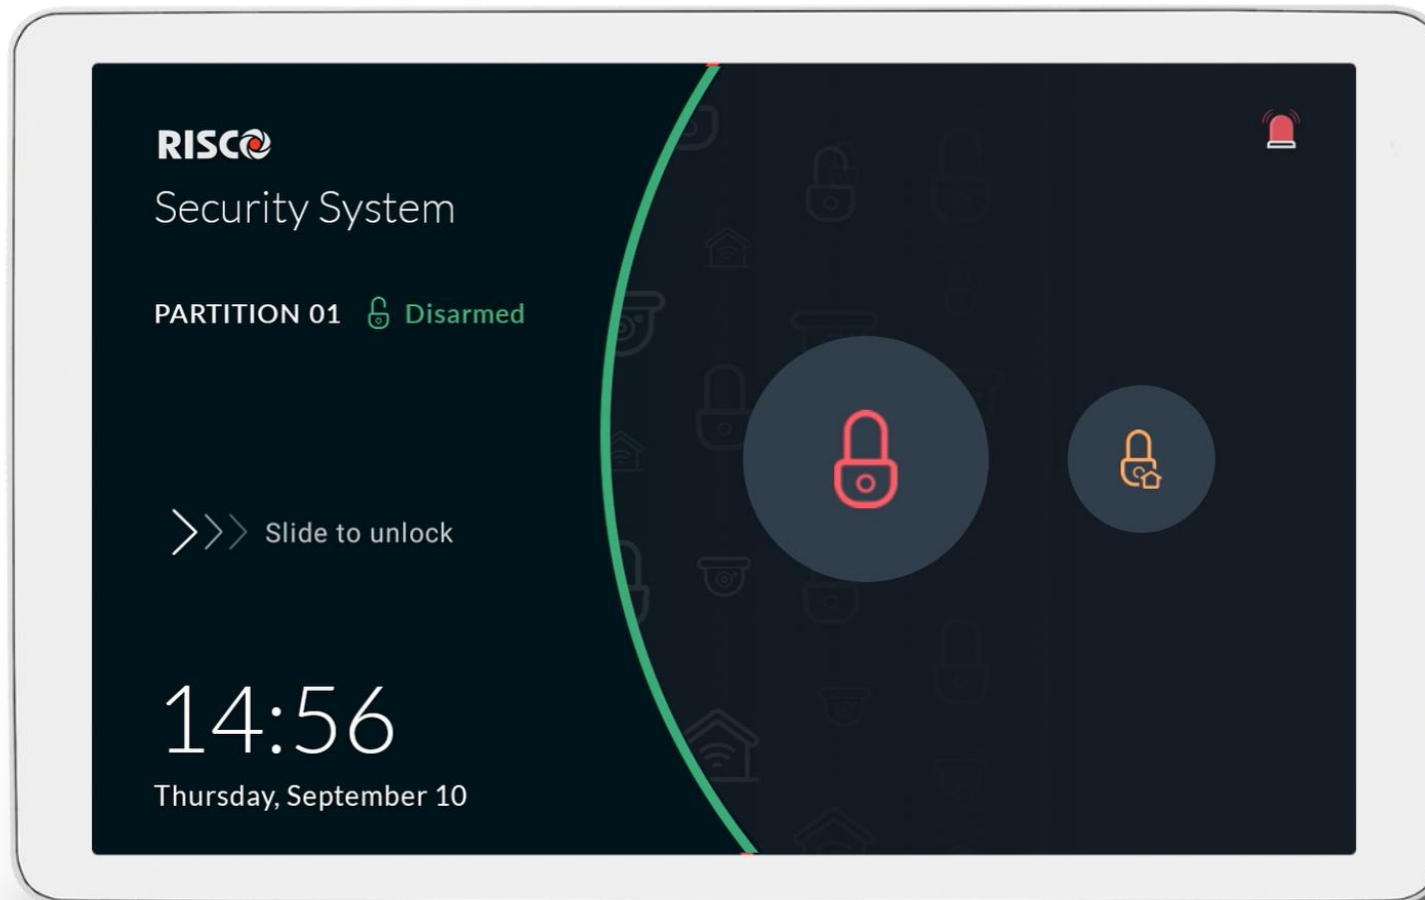 RISCO
Security System
PARTITION 01 Disarmed
Slide to unlock
14:56
Thursday, September 10